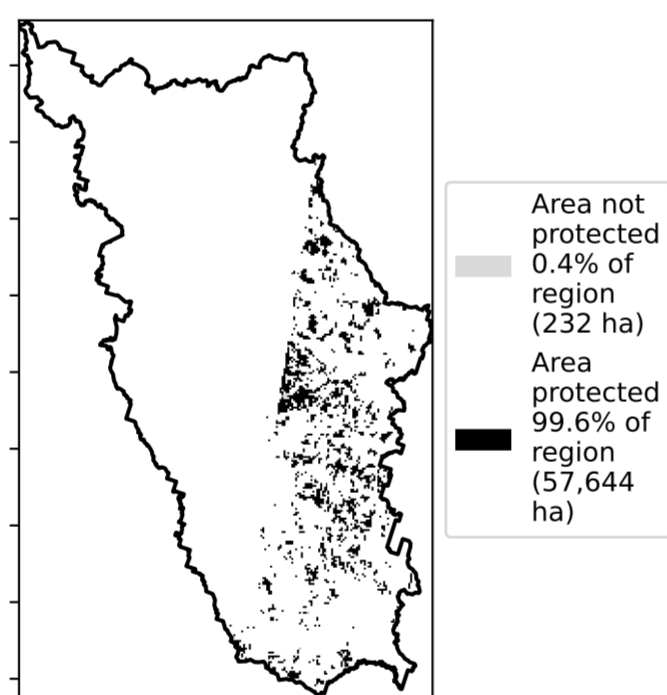 Area not
protected
0.4% of
region
(232 ha)
Area
protected
99.6% of
region
(57,644
ha)